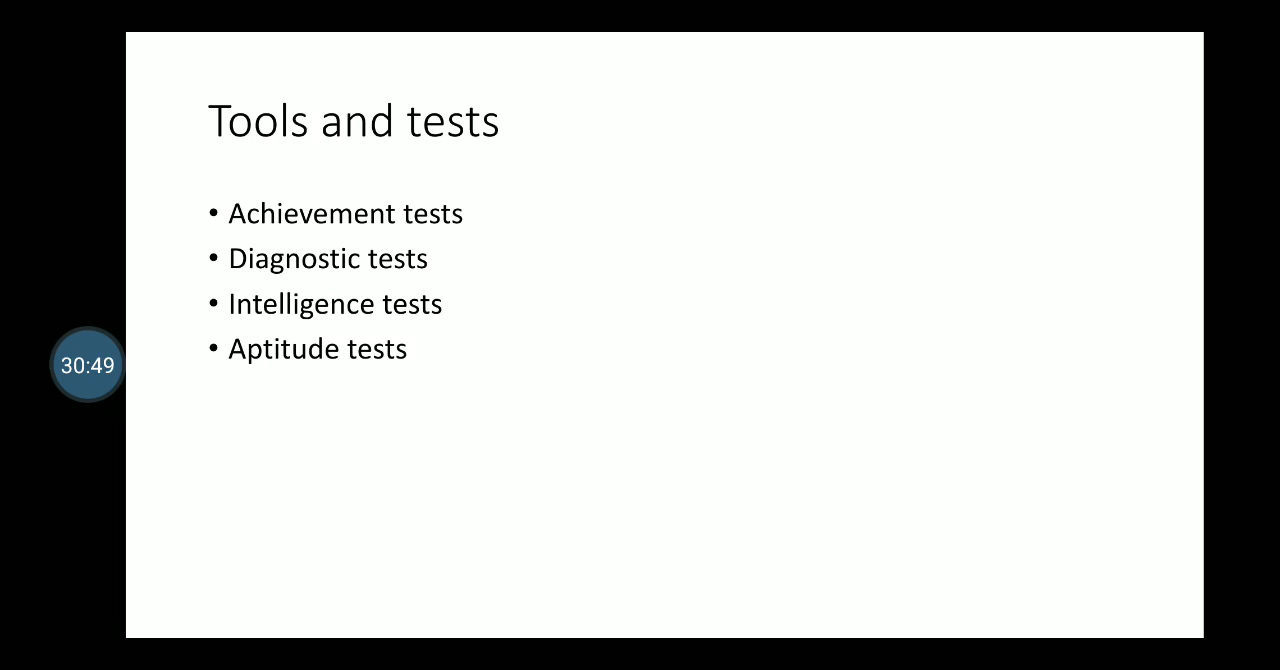 Tools and tests
• Achievement tests
• Diagnostic tests
• Intelligence tests
• Aptitude tests
30:49